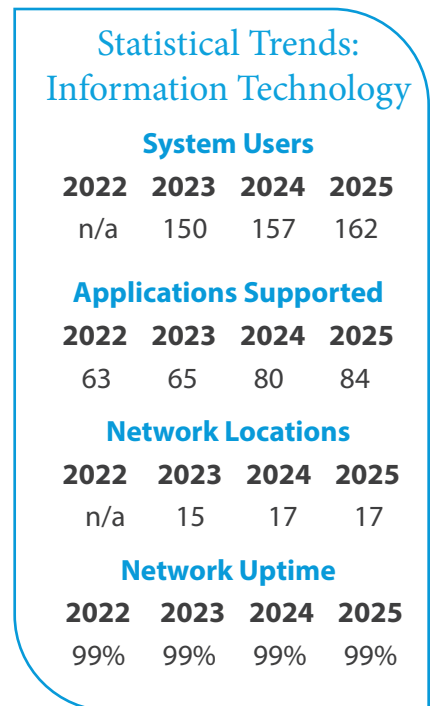 Statistical Trends:
Information Technology
System Users
2022 2023 2024 2025
n/a 150 157 162
Applications Supported
2022 2023 2024 2025
63 65 80 84
Network Locations
2022 2023 2024 2025
n/a 15 17 17
Network Uptime
2022 2023 2024 2025
99% 99% 99% 99%